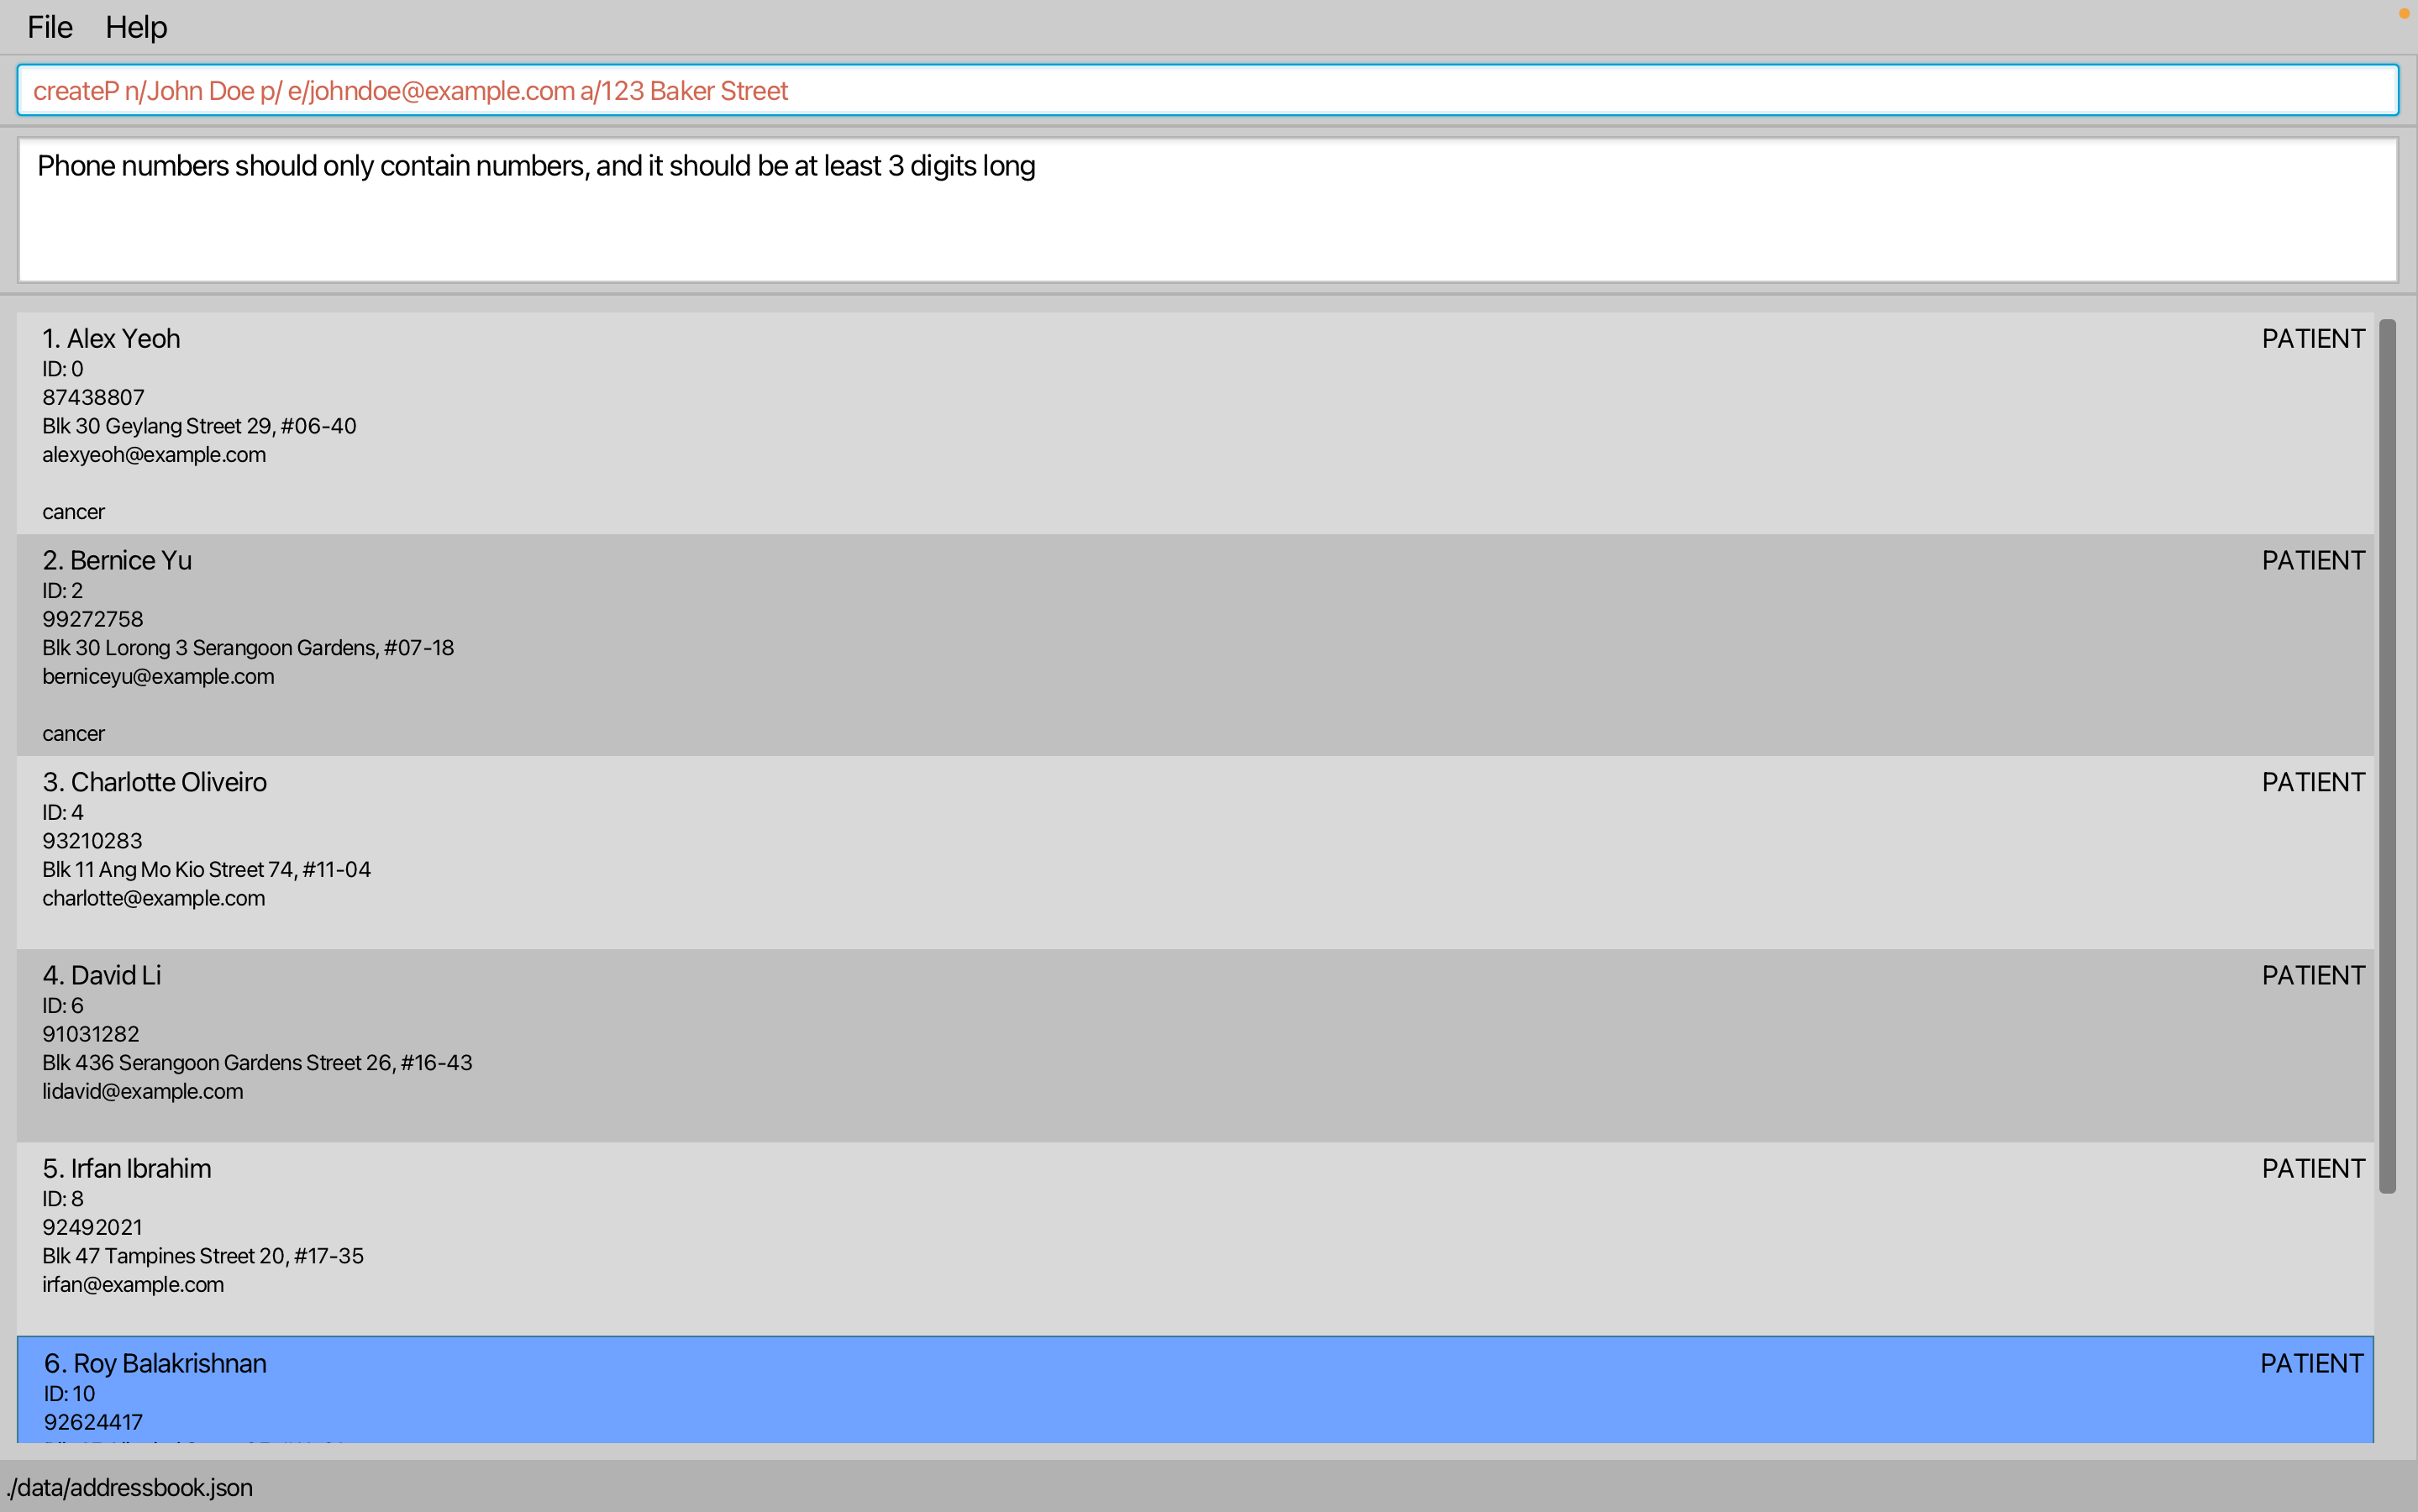 File Help
createP n/John Doe p/ e/johndoe@example.com a/123 Baker Street
Phone numbers should only contain numbers, and it should be at least 3 digits long
1. Alex Yeoh PATIENT
ID: 0
87438807
Blk 30 Geylang Street 29, #06-40
alexyeoh@example.com
cancer
2. Bernice Yu PATIENT
ID: 2
99272758
Blk 30 Lorong 3 Serangoon Gardens, #07-18
berniceyu@example.com
cancer
3. Charlotte Oliveiro PATIENT
ID: 4
93210283
Blk 11 Ang Mo Kio Street 74, #11-04
charlotte@example.com
4. David Li PATIENT
ID: 6
91031282
Blk 436 Serangoon Gardens Street 26, #16-43
lidavid@example.com
5. Irfan Ibrahim PATIENT
ID: 8
92492021
Blk 47 Tampines Street 20, #17-35
irfan@example.com
6. Roy Balakrishnan PATIENT
ID: 10
92624417
./data/addressbook.json